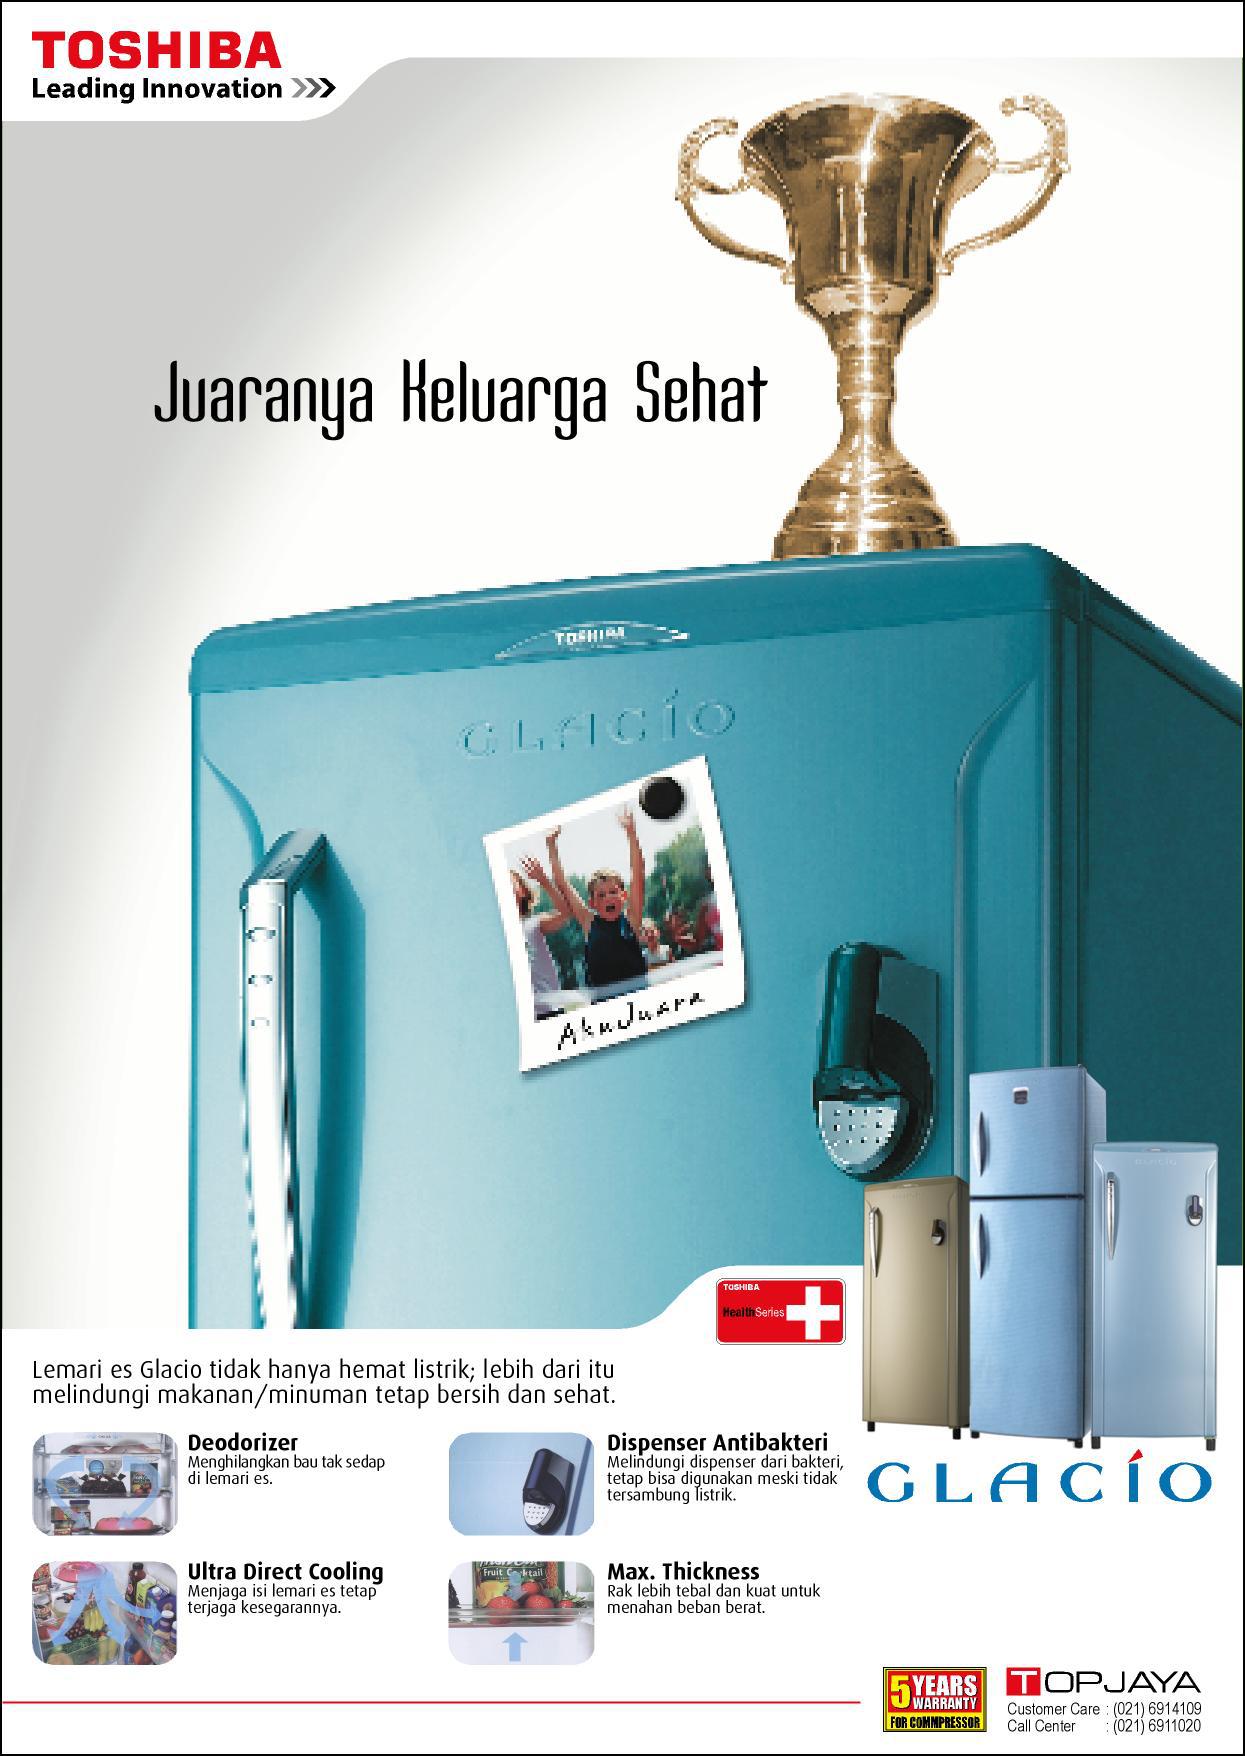 TOSHIBA
Leading Innovation >>>
Juaranya Keluarga Sehat
TOSHIBA
GLACÍO
AkuJuara
GLACÍO
TOSHIBA
HealthSeries
Lemari es Glacio tidak hanya hemat listrik; lebih dari itu
melindungi makanan/minuman tetap bersih dan sehat.
Deodorizer
Menghilangkan bau tak sedap
di lemari es.
Dispenser Antibakteri
Melindungi dispenser dari bakteri,
tetap bisa digunakan meski tidak
tersambung listrik.
GLACÍO
Ultra Direct Cooling
Menjaga isi lemari es tetap
terjaga kesegarannya.
Fruit Cocktail
Max. Thickness
Rak lebih tebal dan kuat untuk
menahan beban berat.
5 YEARS
WARRANTY
FOR COMMPRESSOR
TOPJAYA
Customer Care : (021) 6914109
Call Center : (021) 6911020